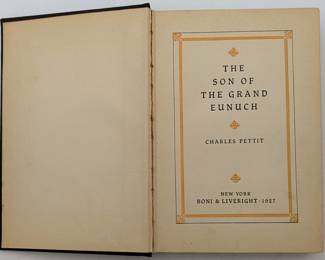 THE
SON OF
THE GRAND
EUNUCH
CHARLES PETTIT
NEW YORK
BONI & LIVERIGHT · 1927